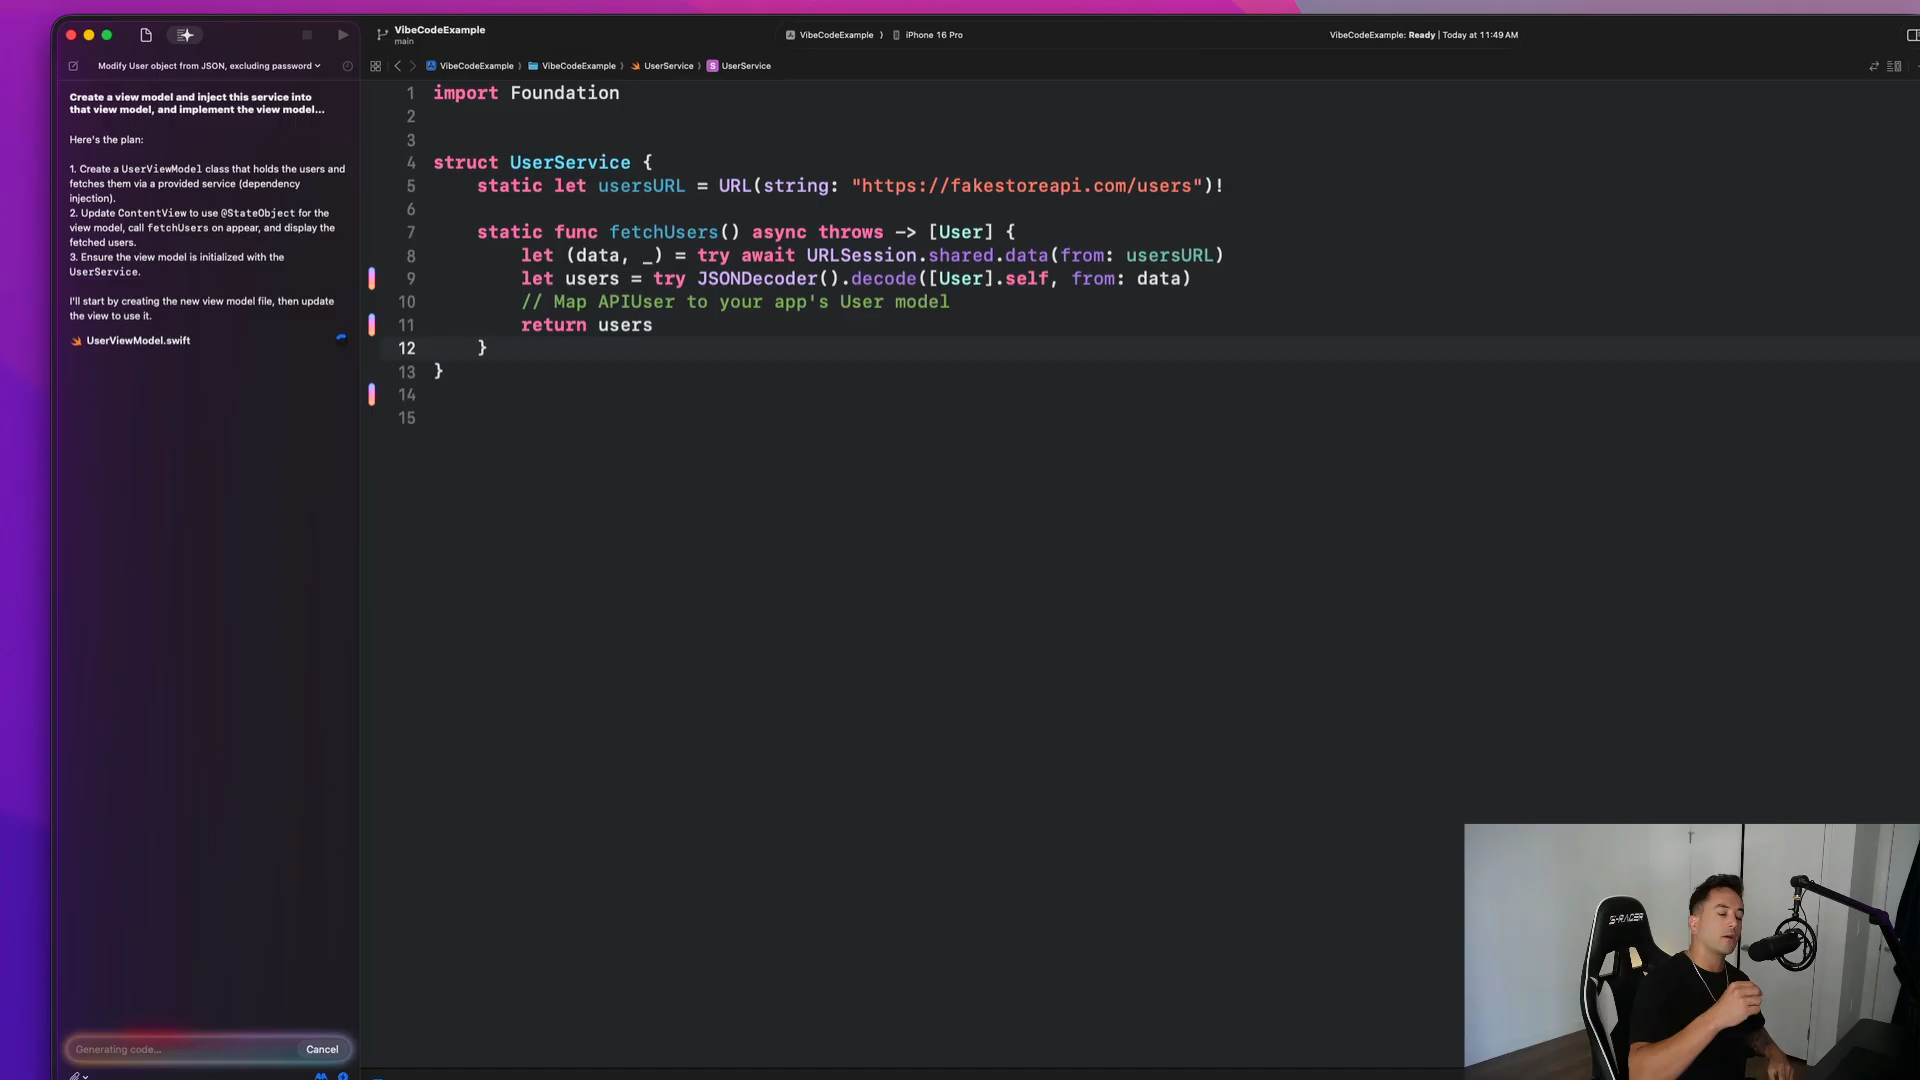 VibeCodeExample
main
VibeCodeExample
iPhone 16 Pro
VibeCodeExample: Ready | Today at 11:49 AM
Modify User object from JSON, excluding password
VibeCodeExample
VibeCodeExample
UserService
S UserService
Create a view model and inject this service into
that view model, and implement the view model...
Here's the plan:
1. Create a UserViewModel class that holds the users and
fetches them via a provided service (dependency
injection).
2. Update ContentView to use @StateObject for the
view model, call fetchUsers on appear, and display the
fetched users.
3. Ensure the view model is initialized with the
UserService.
I'll start by creating the new view model file, then update
the view to use it.
UserViewModel.swift
Generating code...
Cancel
1 import Foundation
2
3
4 struct UserService {
5 static let usersURL = URL(string: "https://fakestoreapi.com/users")!
6
7 static func fetchUsers() async throws -> [User] {
8 let (data, _) = try await URLSession.shared.data(from: usersURL)
9 let users = try JSONDecoder().decode([User].self, from: data)
10 // Map APIUser to your app's User model
11 return users
12 }
13 }
14
15
S-RACER